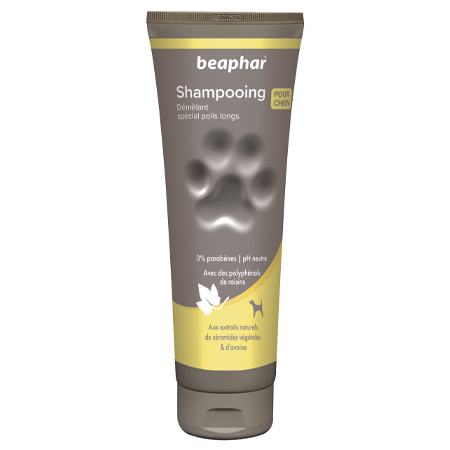 beaphar
Shampooing
POUR
CHIEN
Démêlant
spécial poils longs
0% parabènes | pH neutre
Avec des polyphénols
de raisins
Aux extraits naturels
de céramides végétales
& d'avoine